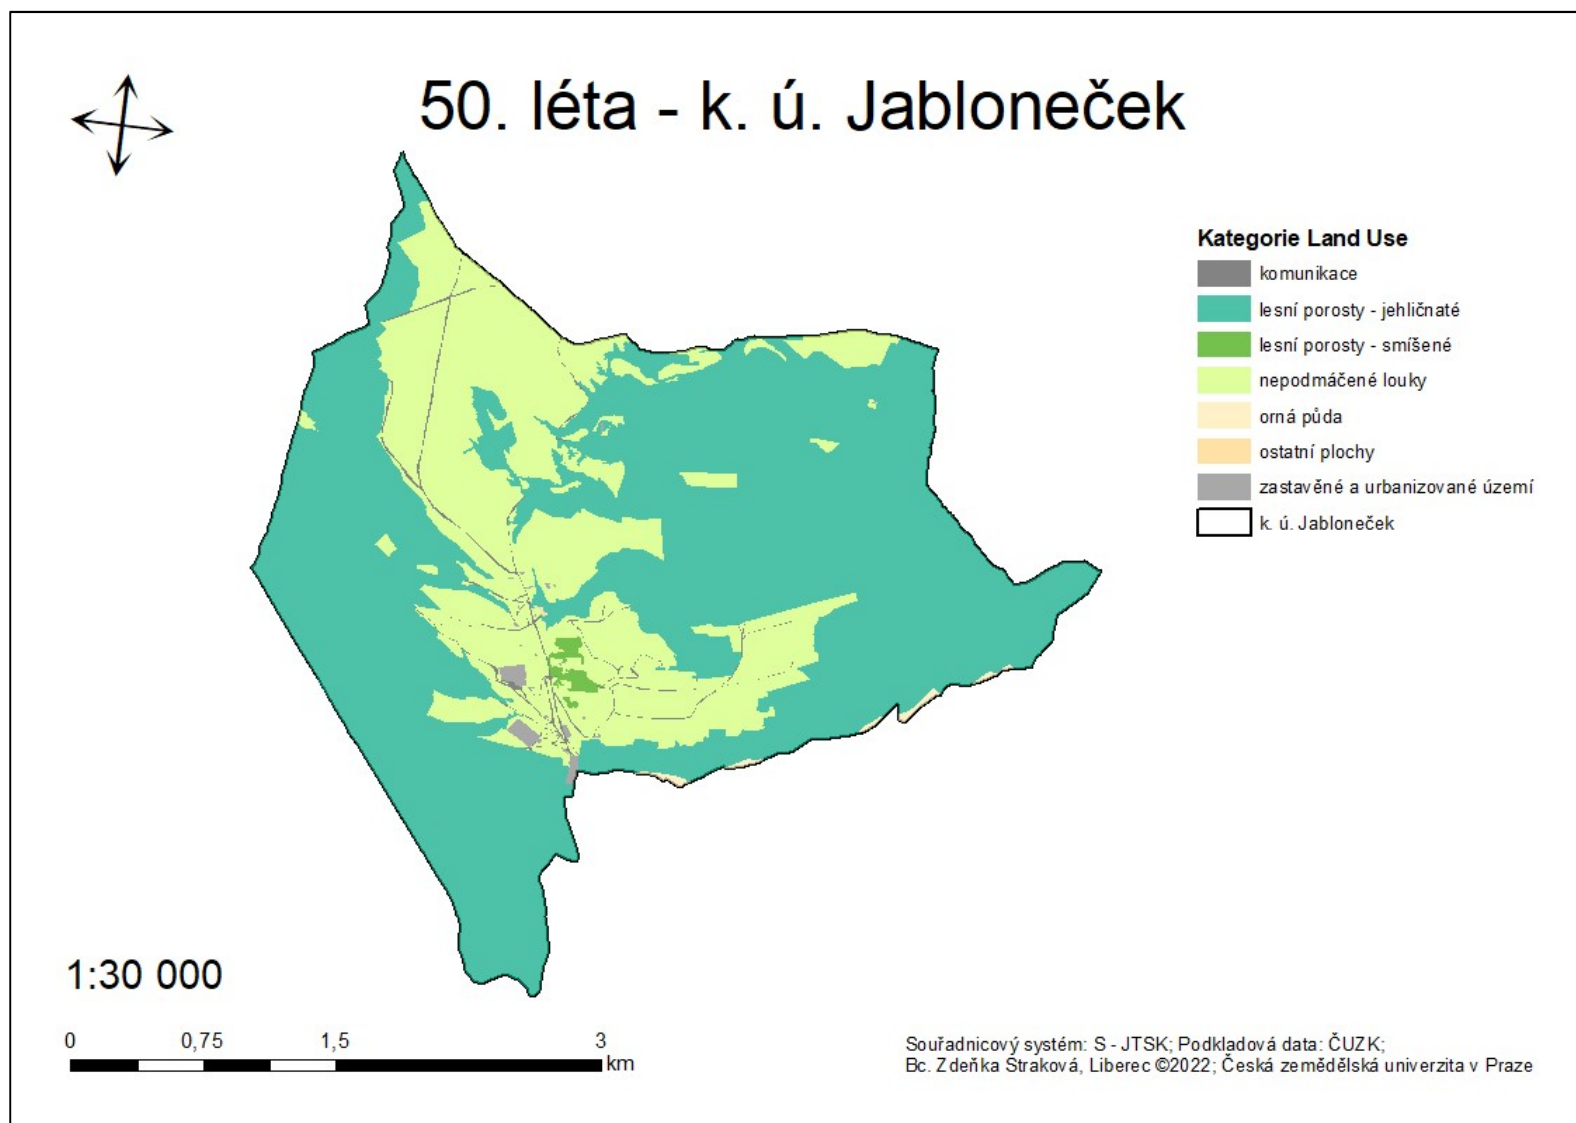 50. léta - k. ú. Jabloneček
Kategorie Land Use
komunikace
lesní porosty - jehličnaté
lesní porosty - smíšené
nepodmáčené louky
orná půda
ostatní plochy
zastavěné a urbanizované území
k. ú. Jabloneček
1:30 000
0 0,75 1,5 3
km
Souřadnicový systém: S - JTSK; Podkladová data: ČUZK;
Bc. Zdeňka Straková, Liberec ©2022; Česká zemědělská univerzita v Praze